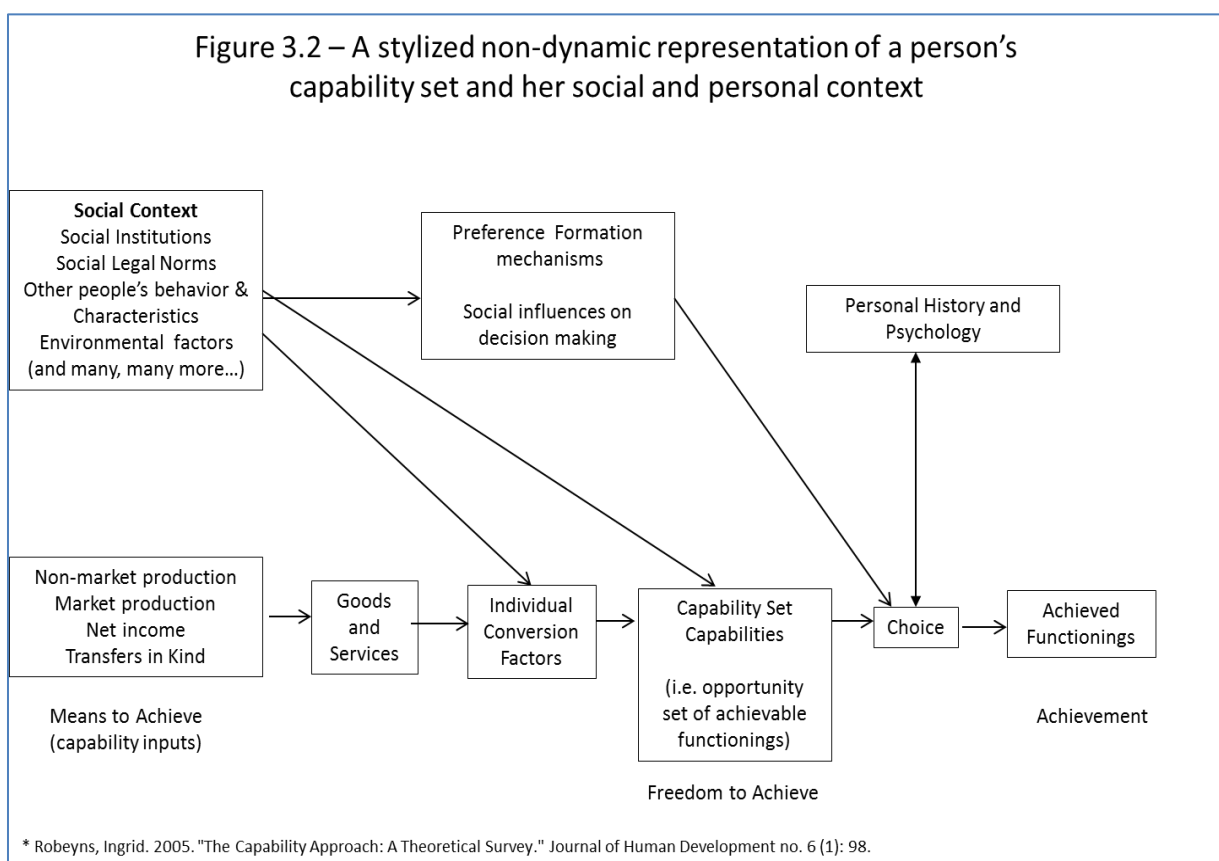 Figure 3.2 – A stylized non-dynamic representation of a person’s
capability set and her social and personal context
Social Context
Social Institutions
Social Legal Norms
Other people’s behavior &
Characteristics
Environmental factors
(and many, many more…)
Preference Formation
mechanisms
Social influences on
decision making
Personal History and
Psychology
Non-market production
Market production
Net income
Transfers in Kind
Goods
and
Services
Individual
Conversion
Factors
Capability Set
Capabilities
(i.e. opportunity
set of achievable
functionings)
Choice
Achieved
Functionings
Means to Achieve
(capability inputs)
Achievement
Freedom to Achieve
* Robeyns, Ingrid. 2005. "The Capability Approach: A Theoretical Survey." Journal of Human Development no. 6 (1): 98.